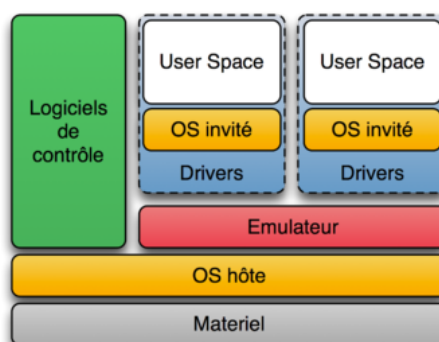 Logiciels
de
contrôle
User Space
OS invité
Drivers
User Space
OS invité
Drivers
Emulateur
OS hôte
Materiel